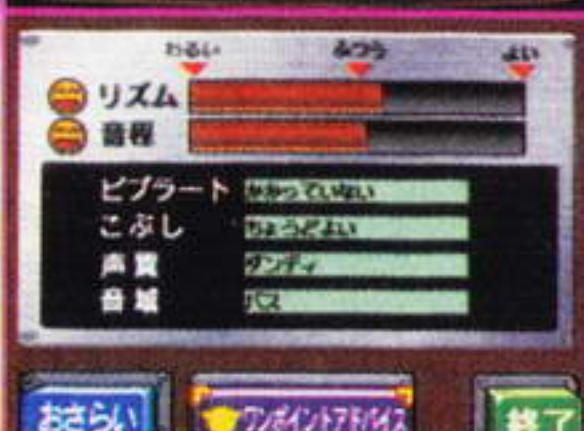 わるい ふつう よい
リズム
音程
ビブラート かかっていない
こぶし ちょうどよい
声質 ダンディ
音域 バス
おさらい ワンポイントアドバイス 終了